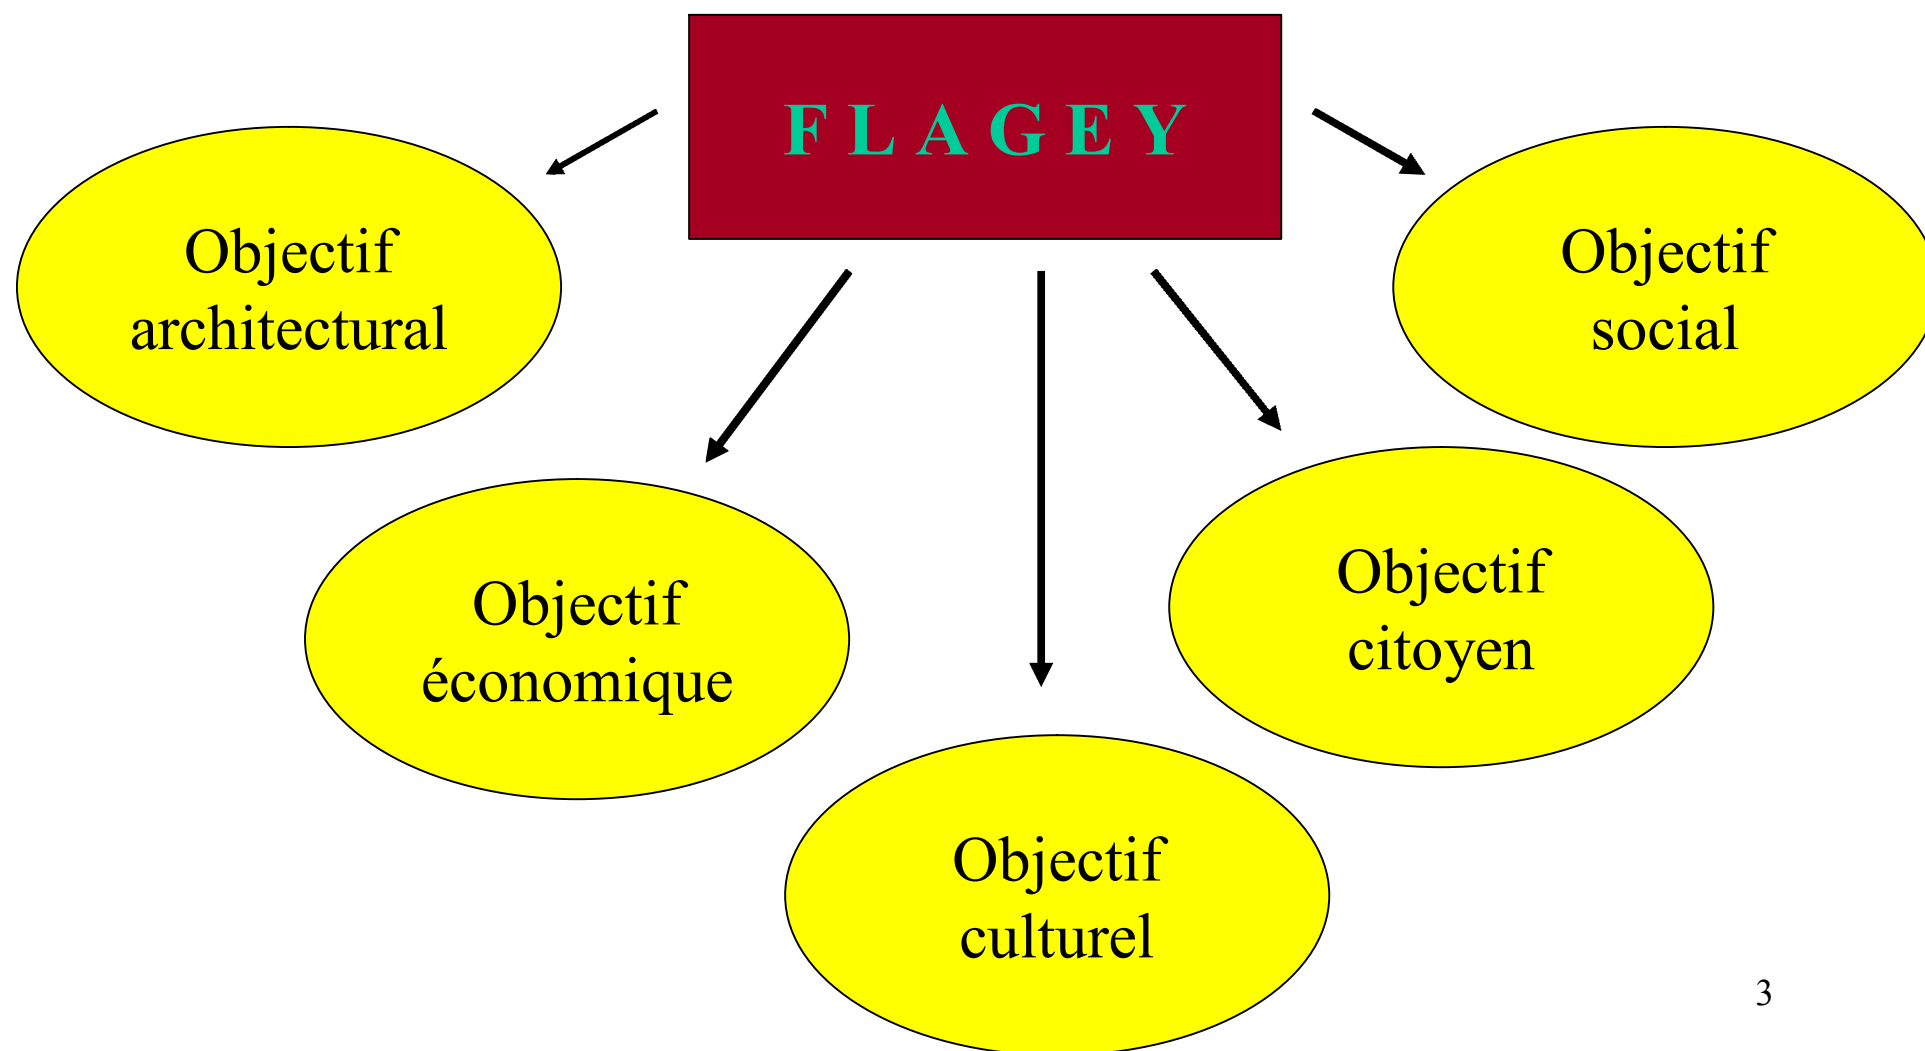 F L A G E Y
Objectif
architectural
Objectif
économique
Objectif
culturel
Objectif
citoyen
Objectif
social
3